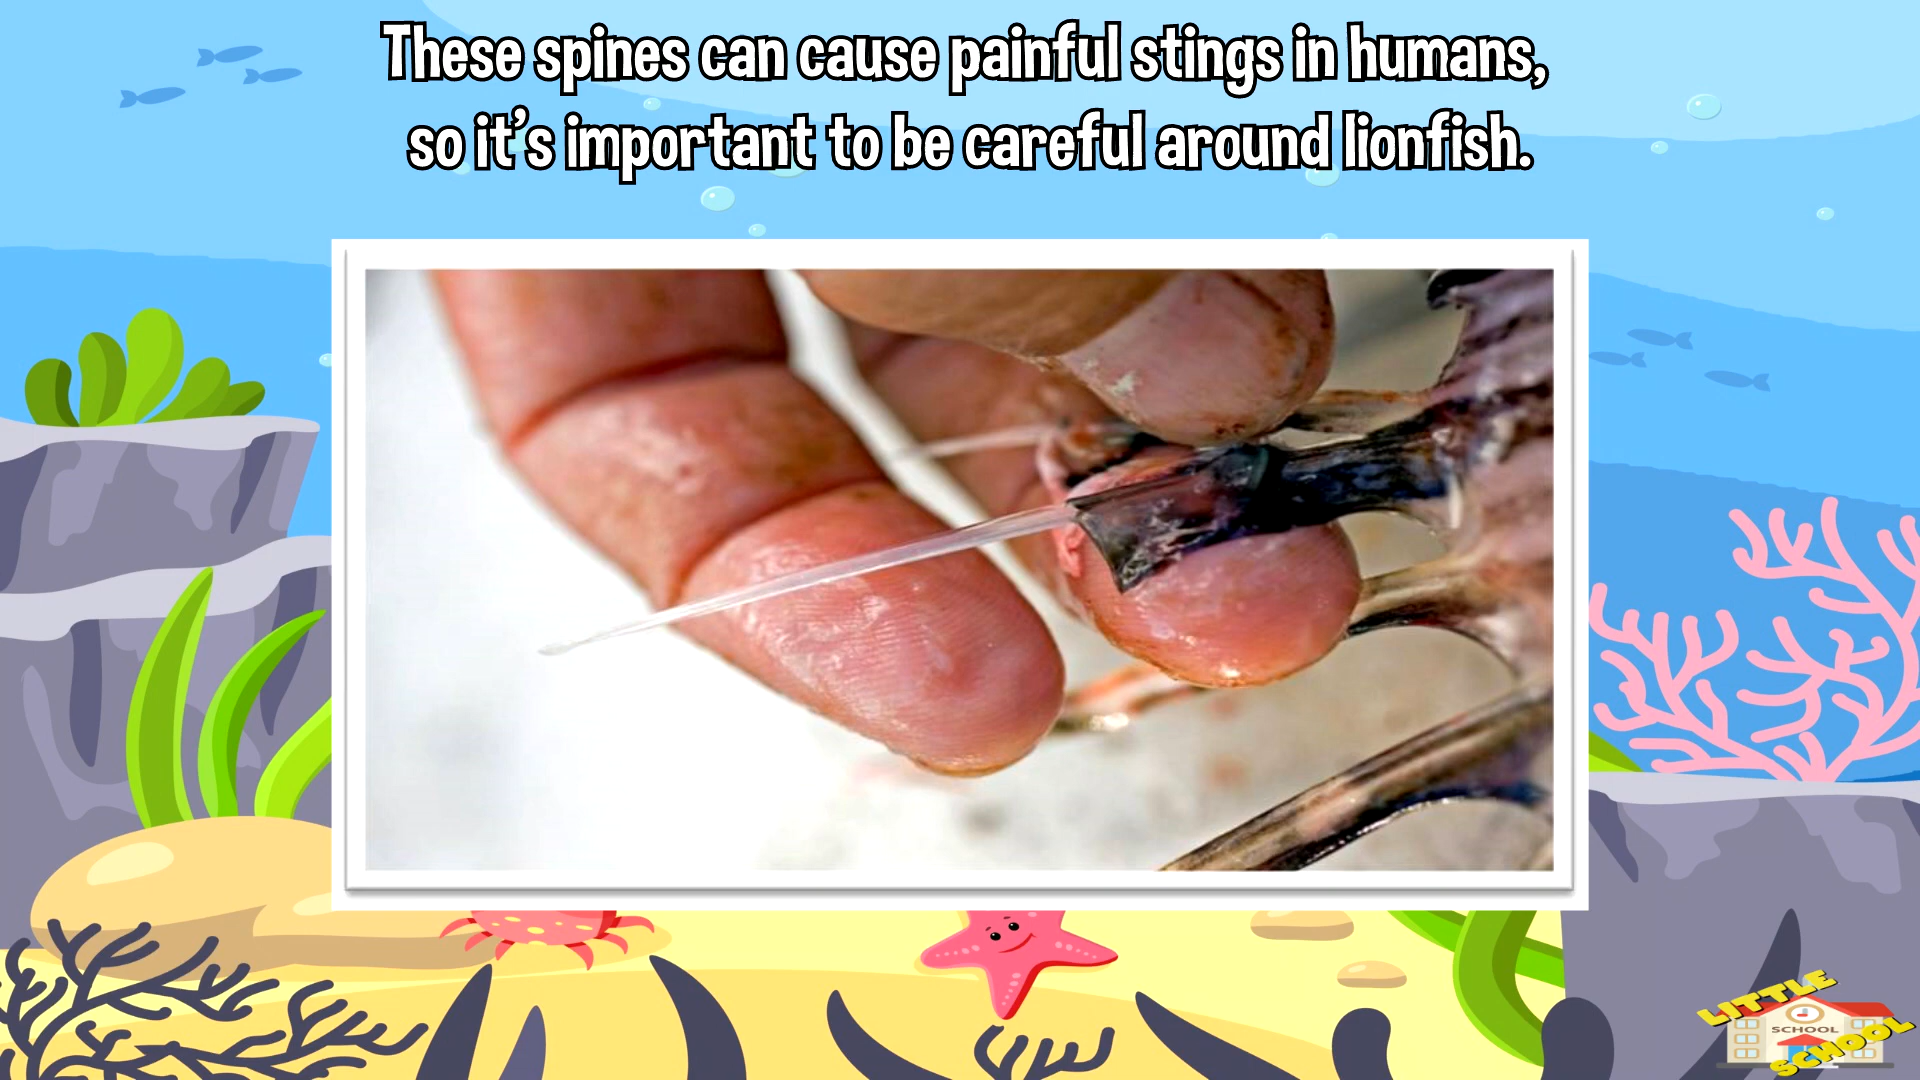 These spines can cause painful stings in humans,
so it's important to be careful around lionfish.
LITTLE
SCHOOL
SCHOOL